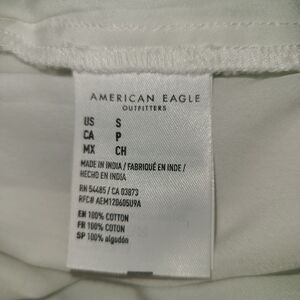 AMERICAN EAGLE
OUTFITTERS
US S
CA P
MX CH
MADE IN INDIA / FABRIQUÉ EN INDE /
HECHO EN INDIA
RN 54485 / CA 03873
RFC# AEM120605U9A
EN 100% COTTON
FR 100% COTON
SP 100% algodón